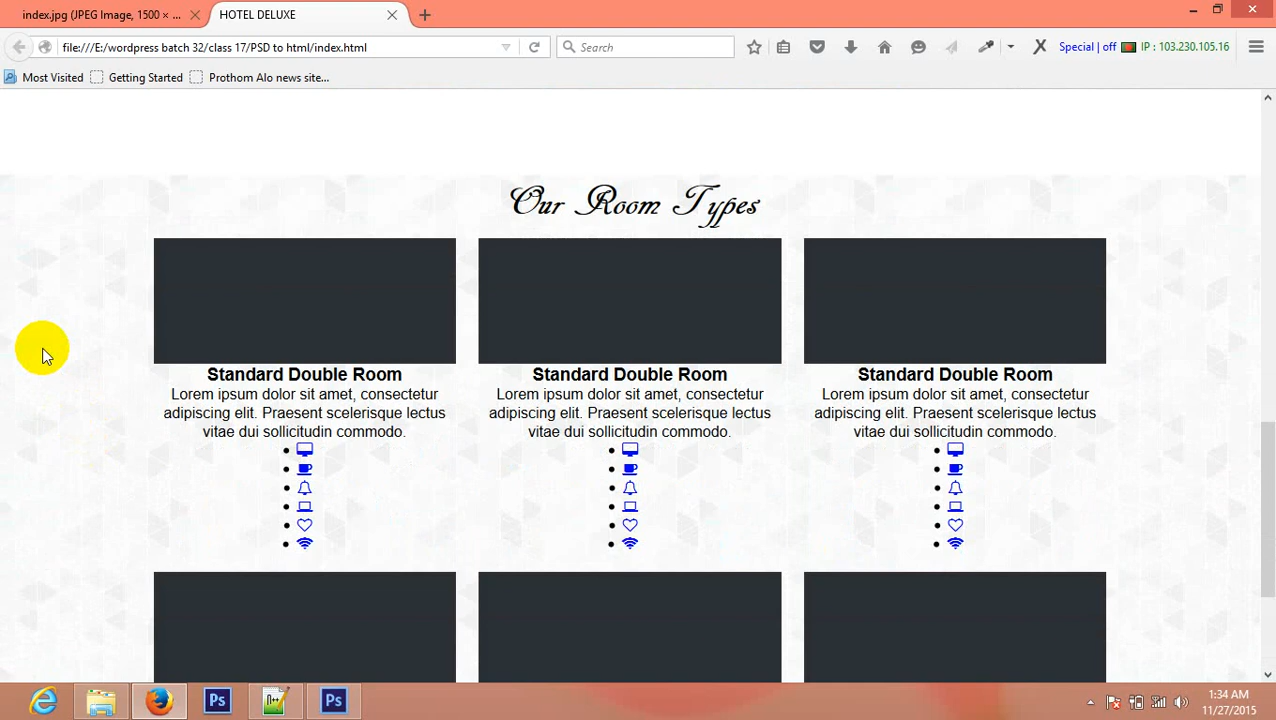 index.jpg (JPEG Image, 1500 × ...
HOTEL DELUXE
file:///E:/wordpress batch 32/class 17/PSD to html/index.html
Search
Special | off
IP : 103.230.105.16
Most Visited
Getting Started
Prothom Alo news site...
Our Room Types
Standard Double Room
Lorem ipsum dolor sit amet, consectetur
adipiscing elit. Praesent scelerisque lectus
vitae dui sollicitudin commodo.
Standard Double Room
Lorem ipsum dolor sit amet, consectetur
adipiscing elit. Praesent scelerisque lectus
vitae dui sollicitudin commodo.
Standard Double Room
Lorem ipsum dolor sit amet, consectetur
adipiscing elit. Praesent scelerisque lectus
vitae dui sollicitudin commodo.
Ps
Ps
1:34 AM
11/27/2015